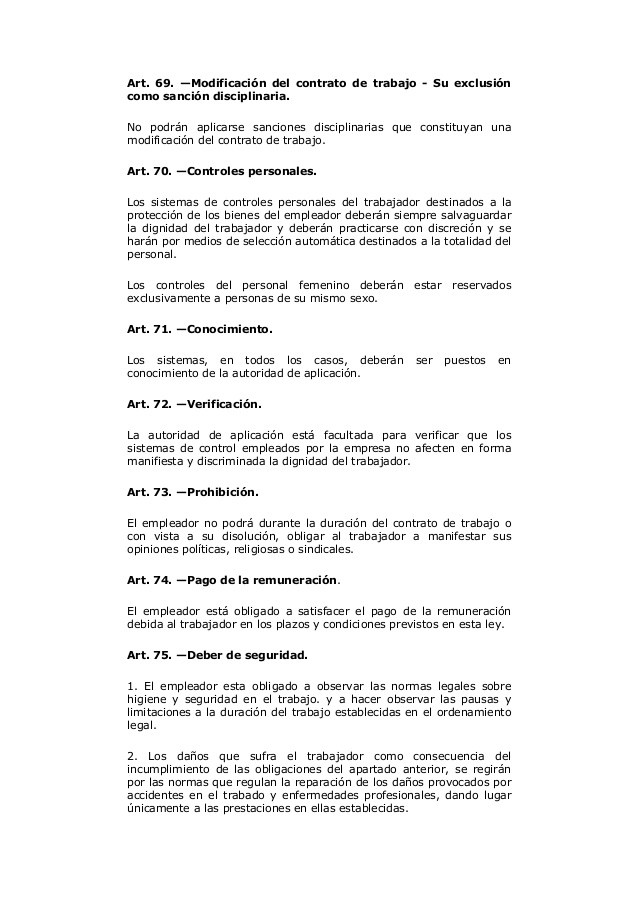 Art. 69. —Modificación del contrato de trabajo - Su exclusión
como sanción disciplinaria.
No podrán aplicarse sanciones disciplinarias que constituyan una
modificación del contrato de trabajo.
Art. 70. —Controles personales.
Los sistemas de controles personales del trabajador destinados a la
protección de los bienes del empleador deberán siempre salvaguardar
la dignidad del trabajador y deberán practicarse con discreción y se
harán por medios de selección automática destinados a la totalidad del
personal.
Los controles del personal femenino deberán estar reservados
exclusivamente a personas de su mismo sexo.
Art. 71. —Conocimiento.
Los sistemas, en todos los casos, deberán ser puestos en
conocimiento de la autoridad de aplicación.
Art. 72. —Verificación.
La autoridad de aplicación está facultada para verificar que los
sistemas de control empleados por la empresa no afecten en forma
manifiesta y discriminada la dignidad del trabajador.
Art. 73. —Prohibición.
El empleador no podrá durante la duración del contrato de trabajo o
con vista a su disolución, obligar al trabajador a manifestar sus
opiniones políticas, religiosas o sindicales.
Art. 74. —Pago de la remuneración.
El empleador está obligado a satisfacer el pago de la remuneración
debida al trabajador en los plazos y condiciones previstos en esta ley.
Art. 75. —Deber de seguridad.
1. El empleador esta obligado a observar las normas legales sobre
higiene y seguridad en el trabajo. y a hacer observar las pausas y
limitaciones a la duración del trabajo establecidas en el ordenamiento
legal.
2. Los daños que sufra el trabajador como consecuencia del
incumplimiento de las obligaciones del apartado anterior, se regirán
por las normas que regulan la reparación de los daños provocados por
accidentes en el trabado y enfermedades profesionales, dando lugar
únicamente a las prestaciones en ellas establecidas.